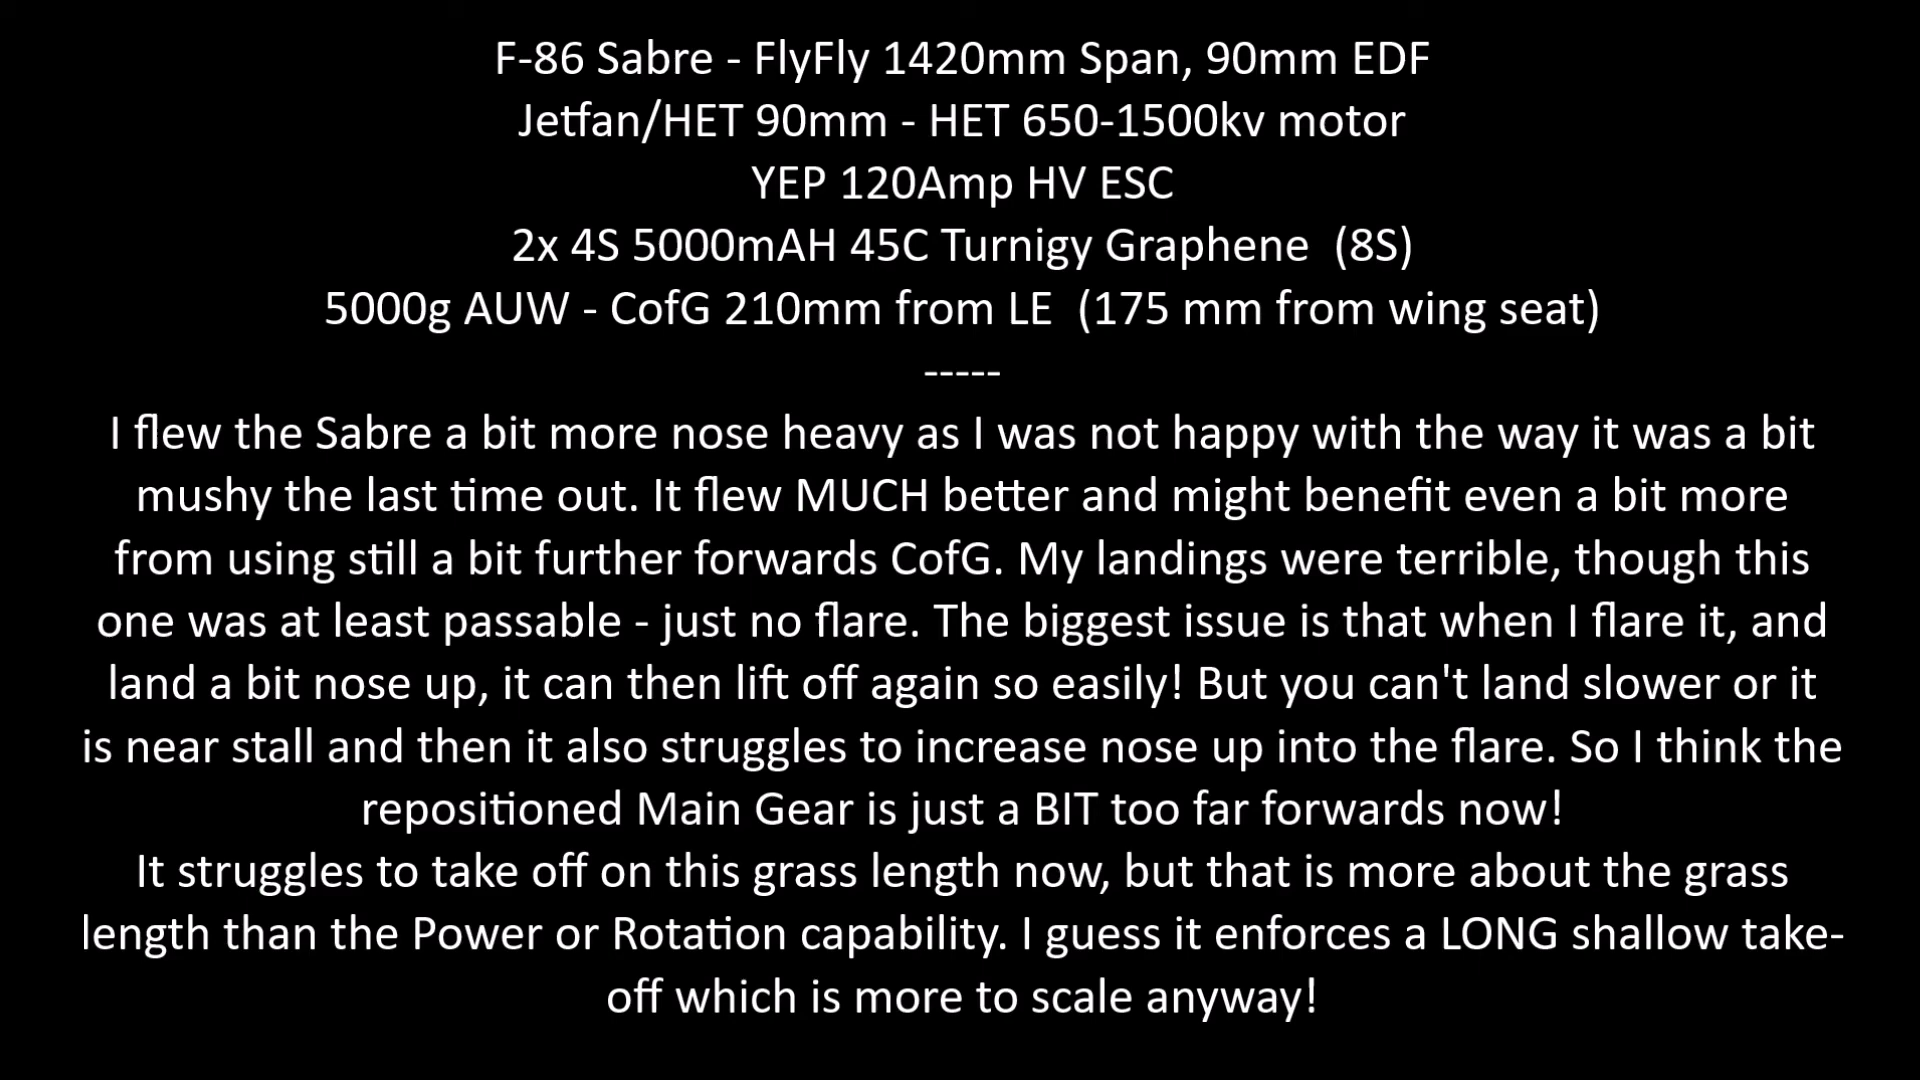 F-86 Sabre - FlyFly 1420mm Span, 90mm EDF
Jetfan/HET 90mm - HET 650-1500kv motor
YEP 120Amp HV ESC
2x 4S 5000mAH 45C Turnigy Graphene  (8S)
5000g AUW - CofG 210mm from LE  (175 mm from wing seat)
-----
I flew the Sabre a bit more nose heavy as I was not happy with the way it was a bit
mushy the last time out. It flew MUCH better and might benefit even a bit more
from using still a bit further forwards CofG. My landings were terrible, though this
one was at least passable - just no flare. The biggest issue is that when I flare it, and
land a bit nose up, it can then lift off again so easily! But you can't land slower or it
is near stall and then it also struggles to increase nose up into the flare. So I think the
repositioned Main Gear is just a BIT too far forwards now!
It struggles to take off on this grass length now, but that is more about the grass
length than the Power or Rotation capability. I guess it enforces a LONG shallow take-
off which is more to scale anyway!